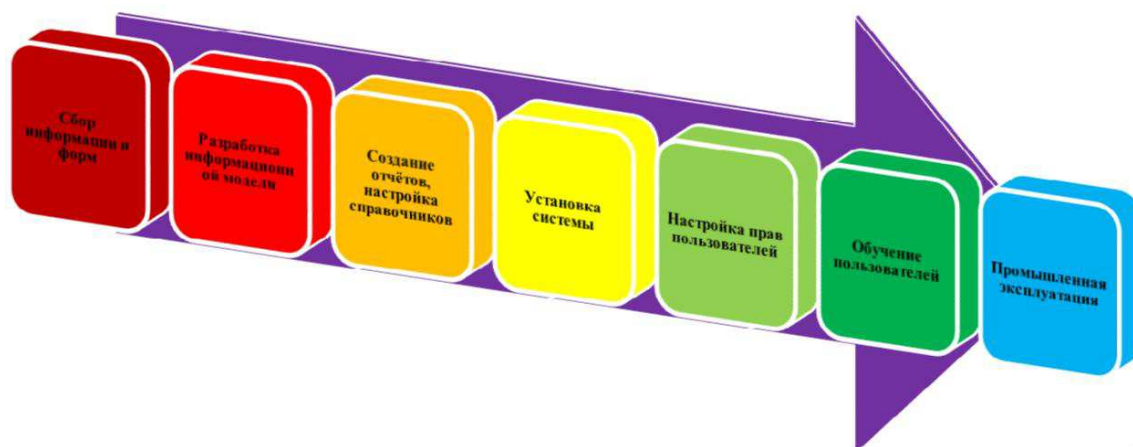 Сбор
информации и
форм
Разработка
информационн
ой модели
Создание
отчётов,
настройка
справочников
Установка
системы
Настройка прав
пользователей
Обучение
пользователей
Промышленная
эксплуатация